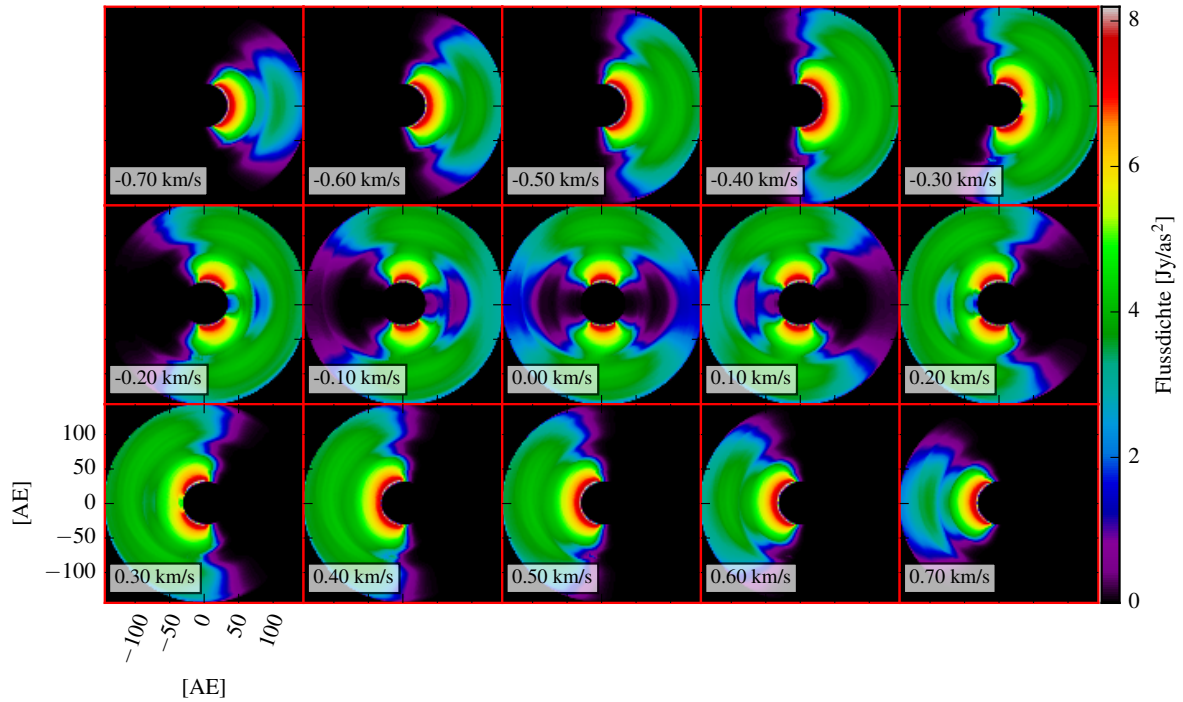 -0.70 km/s
-0.60 km/s
-0.50 km/s
-0.40 km/s
-0.30 km/s
-0.20 km/s
-0.10 km/s
0.00 km/s
0.10 km/s
0.20 km/s
0.30 km/s
0.40 km/s
0.50 km/s
0.60 km/s
0.70 km/s
100
50
0
−50
−100
[AE]
−100
−50
0
50
100
[AE]
8
6
4
2
0
Flussdichte [Jy/as²]